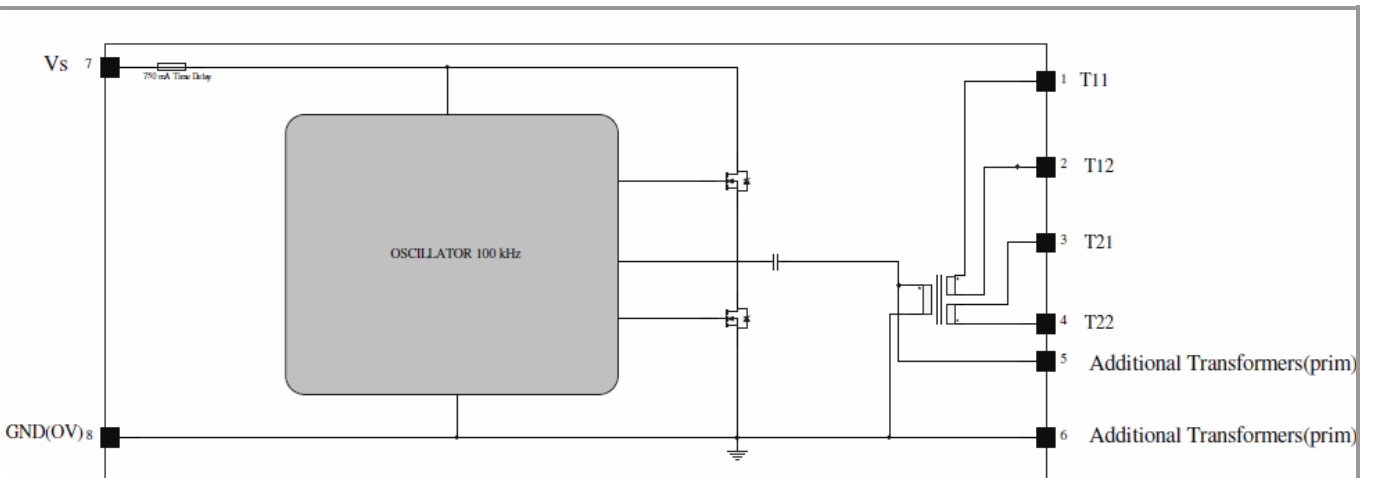 Vs 7
750 mA Time Delay
1 T11
2 T12
OSCILLATOR 100 kHz
3 T21
4 T22
5 Additional Transformers(prim)
GND(OV) 8
6 Additional Transformers(prim)